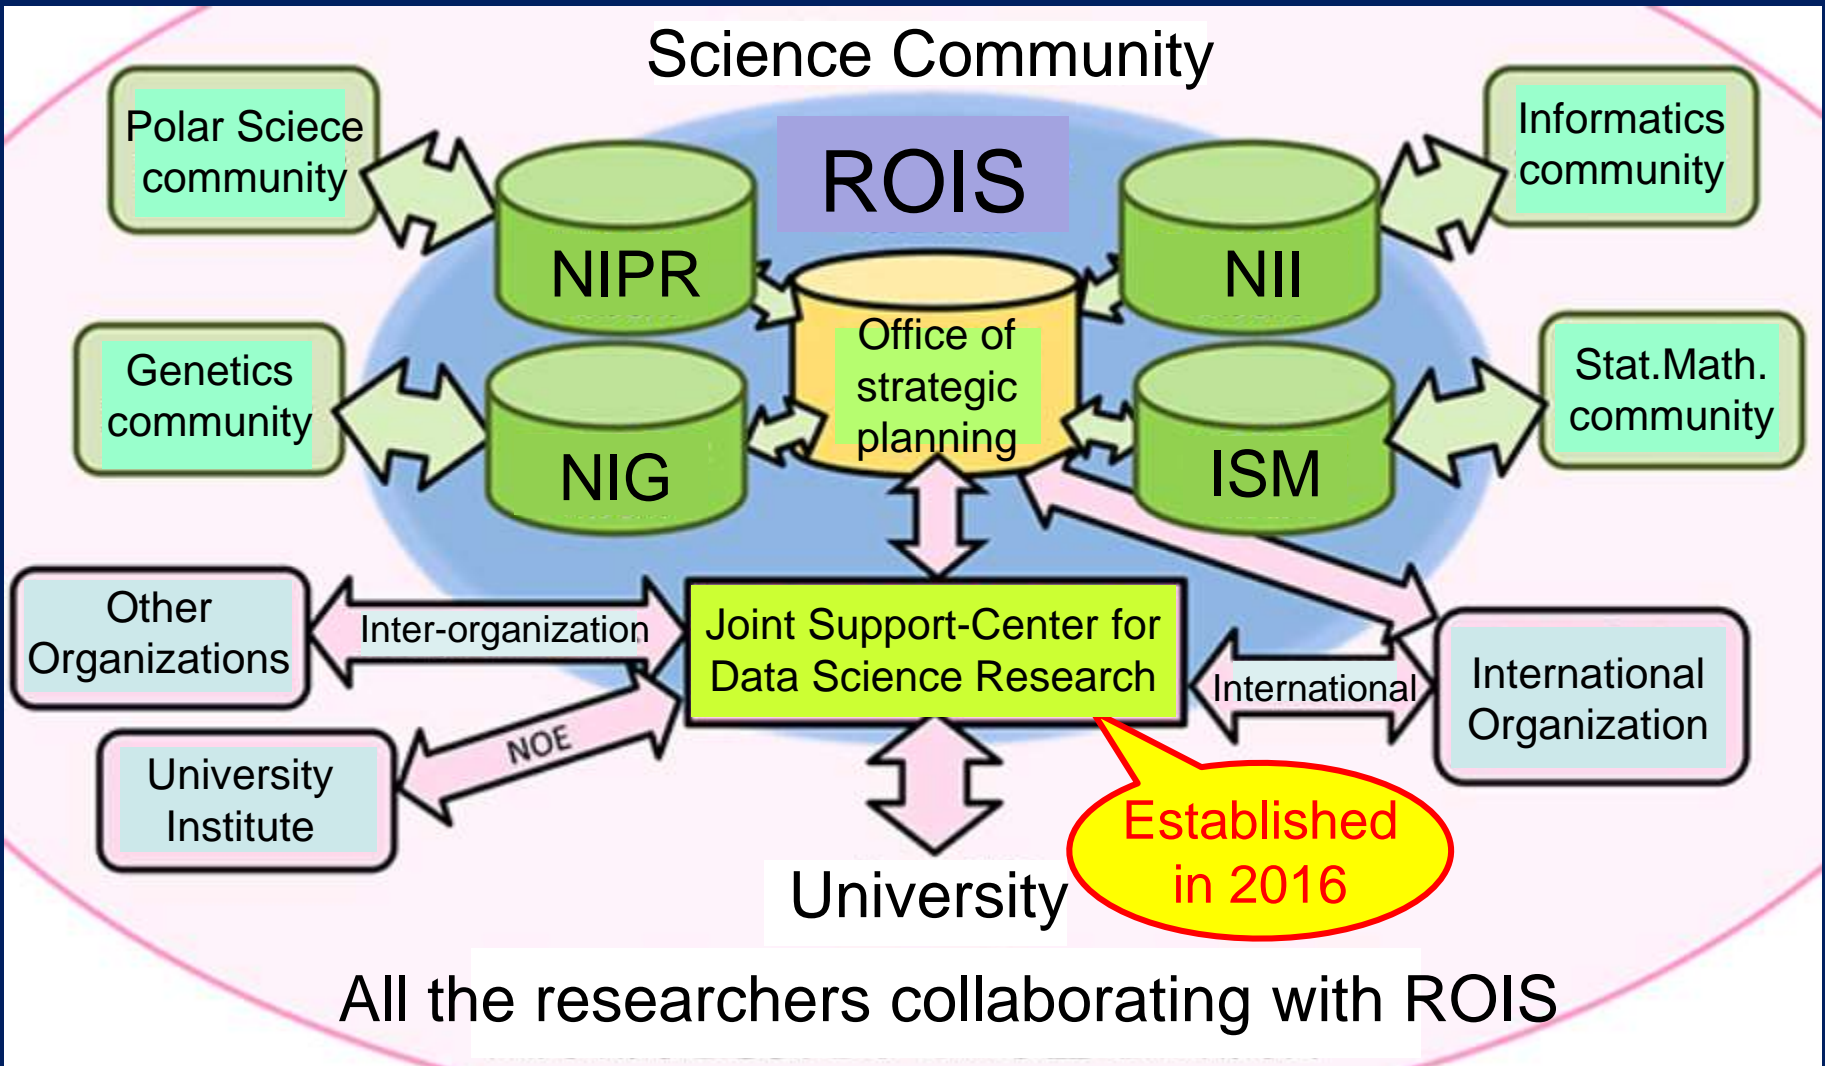 Science Community
Polar Sciece
community
ROIS
Informatics
community
NIPR
NII
Genetics
community
Office of
strategic
planning
Stat.Math.
community
NIG
ISM
Other
Organizations
Inter-organization
Joint Support-Center for
Data Science Research
International
International
Organization
NOE
University
Institute
Established
in 2016
University
All the researchers collaborating with ROIS